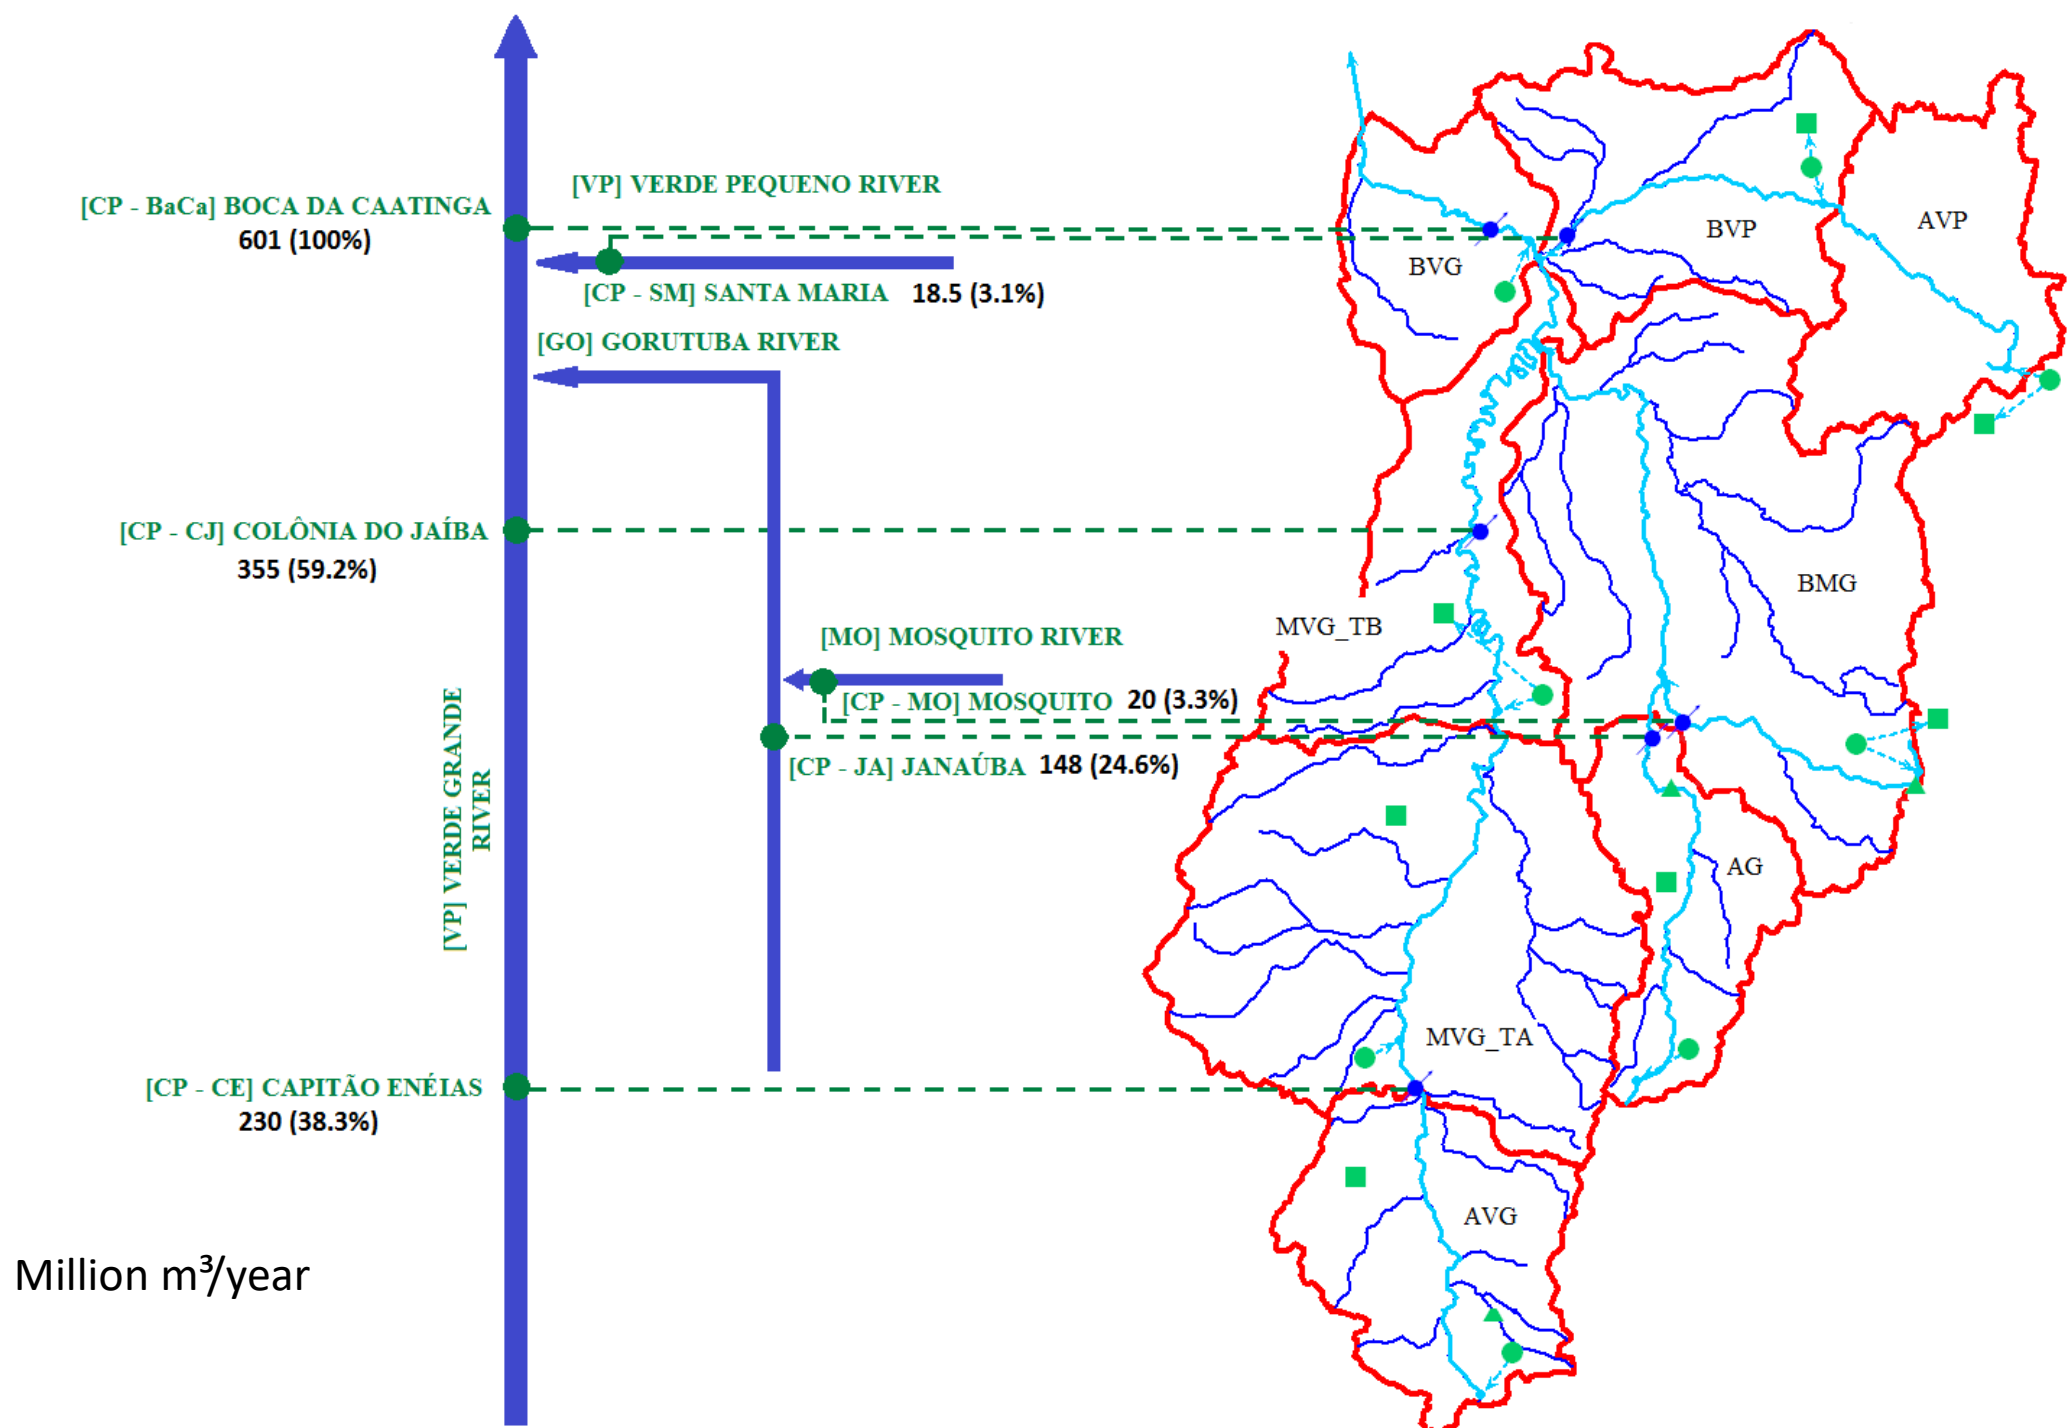 [VP] VERDE PEQUENO RIVER
[CP - BaCa] BOCA DA CAATINGA
601 (100%)
[CP - SM] SANTA MARIA 18.5 (3.1%)
[GO] GORUTUBA RIVER
[CP - CJ] COLÔNIA DO JAÍBA
355 (59.2%)
[MO] MOSQUITO RIVER
[CP - MO] MOSQUITO 20 (3.3%)
[CP - JA] JANAÚBA 148 (24.6%)
[VP] VERDE GRANDE
RIVER
[CP - CE] CAPITÃO ENÉIAS
230 (38.3%)
Million m³/year
AVP
BVP
BVG
BMG
MVG_TB
AG
MVG_TA
AVG